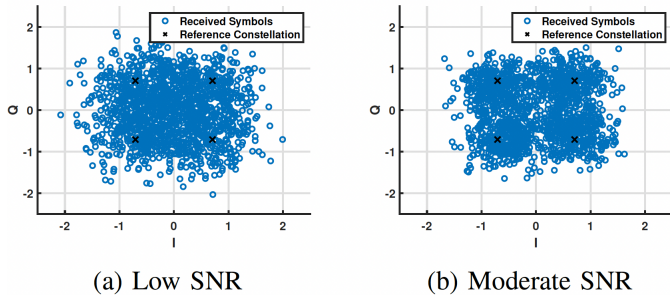 Received Symbols
Reference Constellation
2
1
0
-1
-2
Q
-2 -1 0 1 2
I
(a) Low SNR
Received Symbols
Reference Constellation
2
1
0
-1
-2
Q
-2 -1 0 1 2
I
(b) Moderate SNR